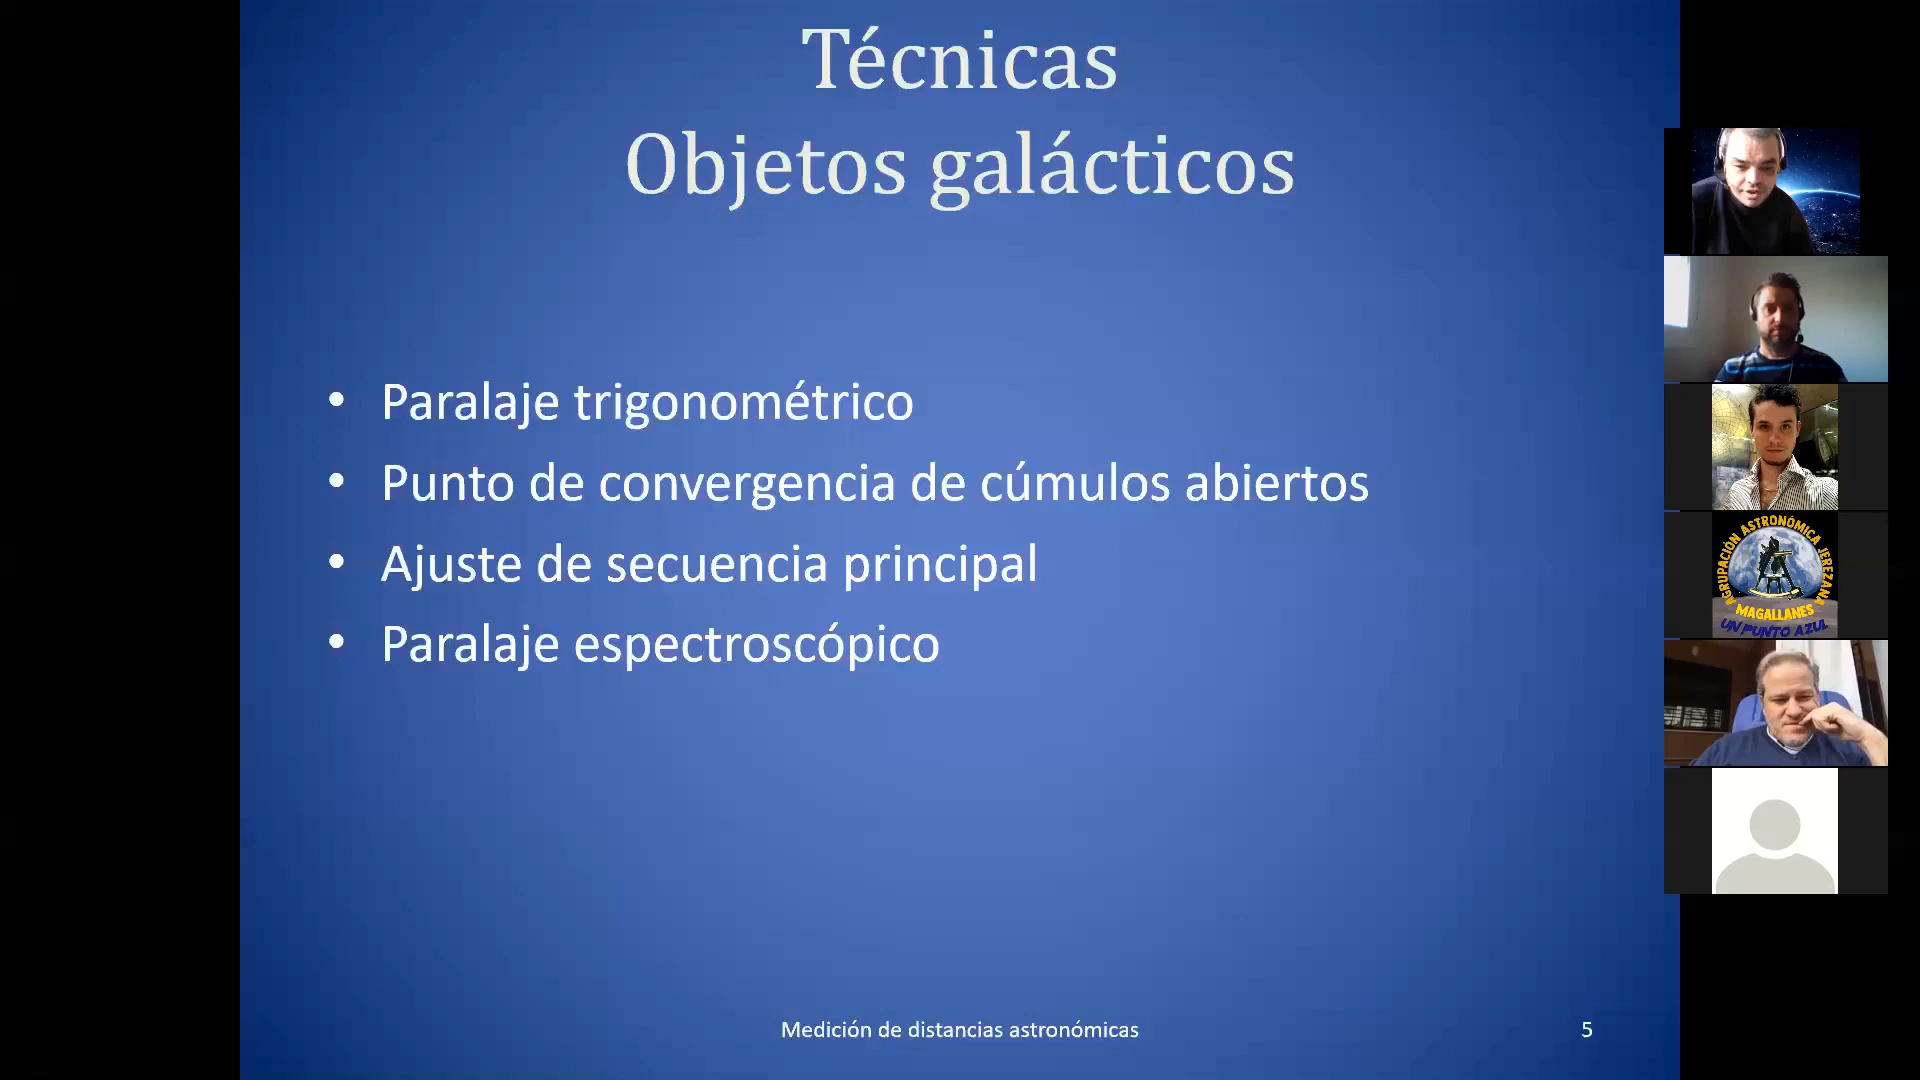 Técnicas
Objetos galácticos
• Paralaje trigonométrico
• Punto de convergencia de cúmulos abiertos
• Ajuste de secuencia principal
• Paralaje espectroscópico
Medición de distancias astronómicas
5
AGRUPACIÓN ASTRONÓMICA JEREZANA
MAGALLANES
UN PUNTO AZUL